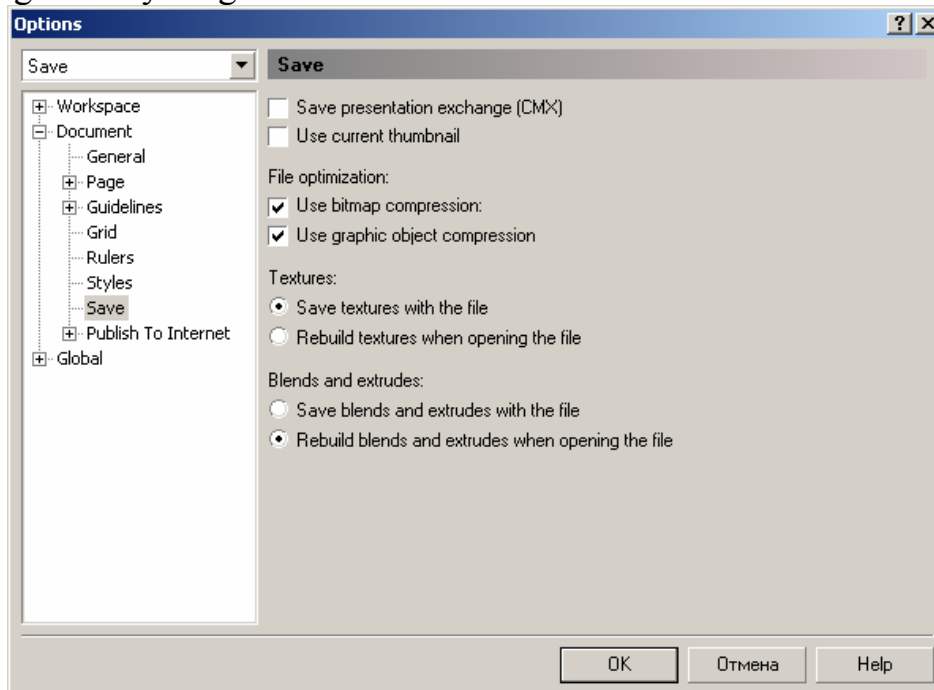 Options
Save
Save
Workspace
Document
General
Page
Guidelines
Grid
Rulers
Styles
Save
Publish To Internet
Global
Save presentation exchange (CMX)
Use current thumbnail
File optimization:
Use bitmap compression:
Use graphic object compression
Textures:
Save textures with the file
Rebuild textures when opening the file
Blends and extrudes:
Save blends and extrudes with the file
Rebuild blends and extrudes when opening the file
OK
Отмена
Help